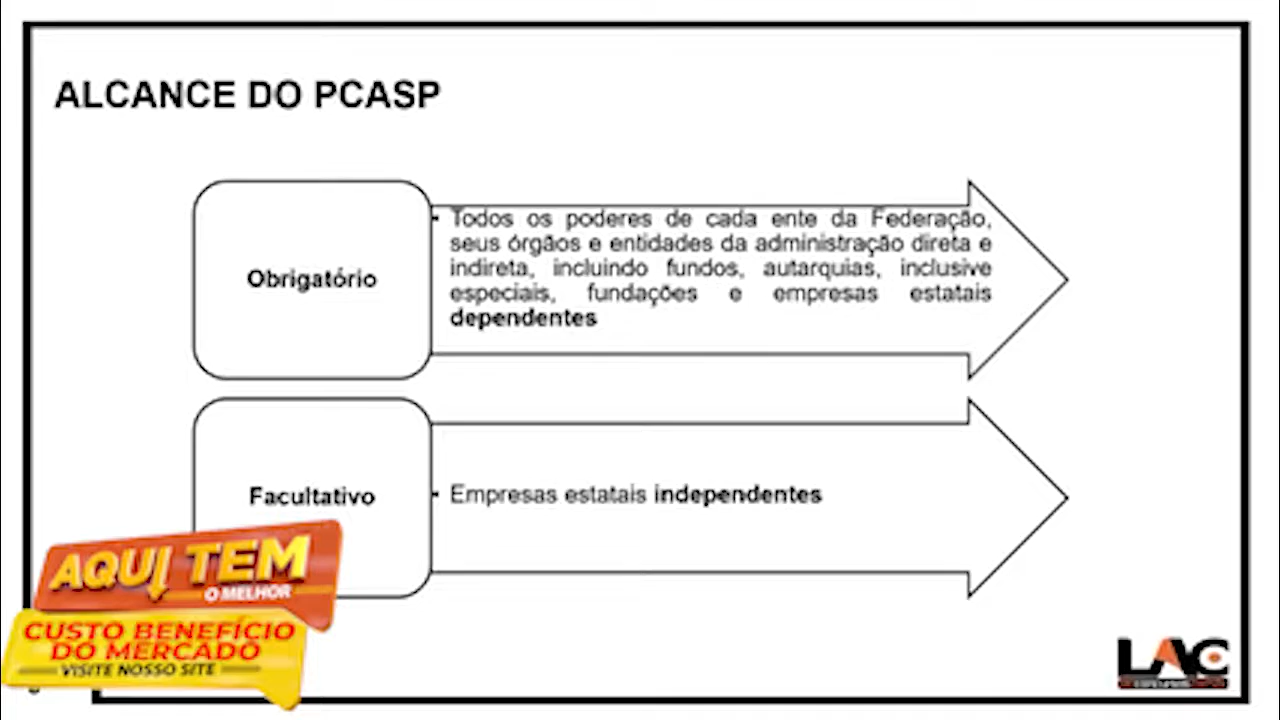 ALCANCE DO PCASP
Obrigatório
• Todos os poderes de cada ente da Federação,
seus órgãos e entidades da administração direta e
indireta, incluindo fundos, autarquias, inclusive
especiais, fundações e empresas estatais
dependentes
Facultativo
• Empresas estatais independentes
AQUI TEM
O MELHOR
CUSTO BENEFÍCIO
DO MERCADO
VISITE NOSSO SITE
LAC